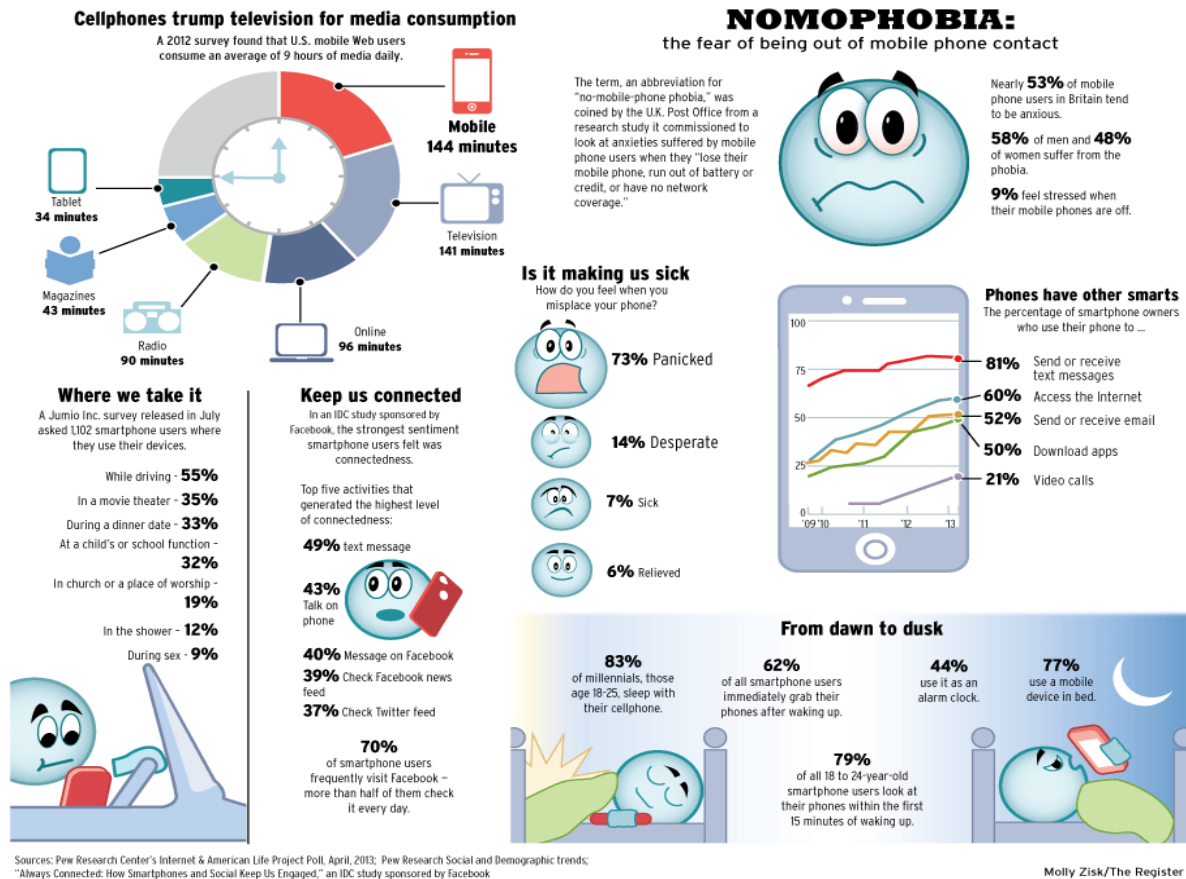 Cellphones trump television for media consumption
A 2012 survey found that U.S. mobile Web users
consume an average of 9 hours of media daily.
Mobile
144 minutes
Television
141 minutes
Online
96 minutes
Radio
90 minutes
Magazines
43 minutes
Tablet
34 minutes
NOMOPHOBIA:
the fear of being out of mobile phone contact
The term, an abbreviation for
"no-mobile-phone phobia," was
coined by the U.K. Post Office from a
research study it commissioned to
look at anxieties suffered by mobile
phone users when they "lose their
mobile phone, run out of battery or
credit, or have no network
coverage."
Nearly 53% of mobile
phone users in Britain tend
to be anxious.
58% of men and 48%
of women suffer from the
phobia.
9% feel stressed when
their mobile phones are off.
Where we take it
A Jumio Inc. survey released in July
asked 1,102 smartphone users where
they use their devices.
While driving - 55%
In a movie theater - 35%
During a dinner date - 33%
At a child's or school function -
32%
In church or a place of worship -
19%
In the shower - 12%
During sex - 9%
Keep us connected
In an IDC study sponsored by
Facebook, the strongest sentiment
smartphone users felt was
connectedness.
Top five activities that
generated the highest level
of connectedness:
49% text message
43%
Talk on
phone
40% Message on Facebook
39% Check Facebook news
feed
37% Check Twitter feed
70%
of smartphone users
frequently visit Facebook —
more than half of them check
it every day.
Is it making us sick
How do you feel when you
misplace your phone?
73% Panicked
14% Desperate
7% Sick
6% Relieved
Phones have other smarts
The percentage of smartphone owners
who use their phone to ...
100
75
50
25
0
'09 '10 '11 '12 '13
81% Send or receive
text messages
60% Access the Internet
52% Send or receive email
50% Download apps
21% Video calls
From dawn to dusk
83%
of millennials, those
age 18-25, sleep with
their cellphone.
62%
of all smartphone users
immediately grab their
phones after waking up.
44%
use it as an
alarm clock.
77%
use a mobile
device in bed.
79%
of all 18 to 24-year-old
smartphone users look at
their phones within the first
15 minutes of waking up.
Sources: Pew Research Center's Internet & American Life Project Poll, April, 2013; Pew Research Social and Demographic trends;
"Always Connected: How Smartphones and Social Keep Us Engaged," an IDC study sponsored by Facebook
Molly Zisk/The Register